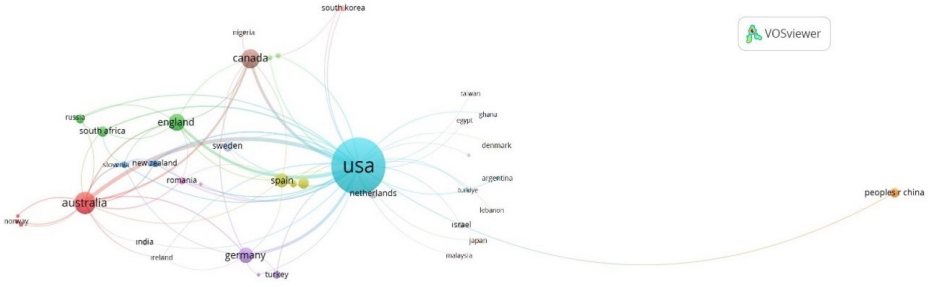 south korea
nigeria
VOSviewer
canada
taiwan
russia
england
egypt
ghana
south africa
sweden
denmark
slovenia
new zealand
usa
romania
spain
argentina
netherlands
turkiye
peoples r china
australia
lebanon
norway
israel
india
japan
ireland
germany
malaysia
turkey